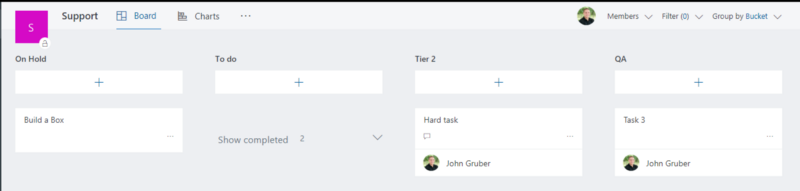 S
Support
Board
Charts
Members
Filter (0)
Group by Bucket
On Hold
To do
Tier 2
QA
Build a Box
Show completed 2
Hard task
John Gruber
Task 3
John Gruber